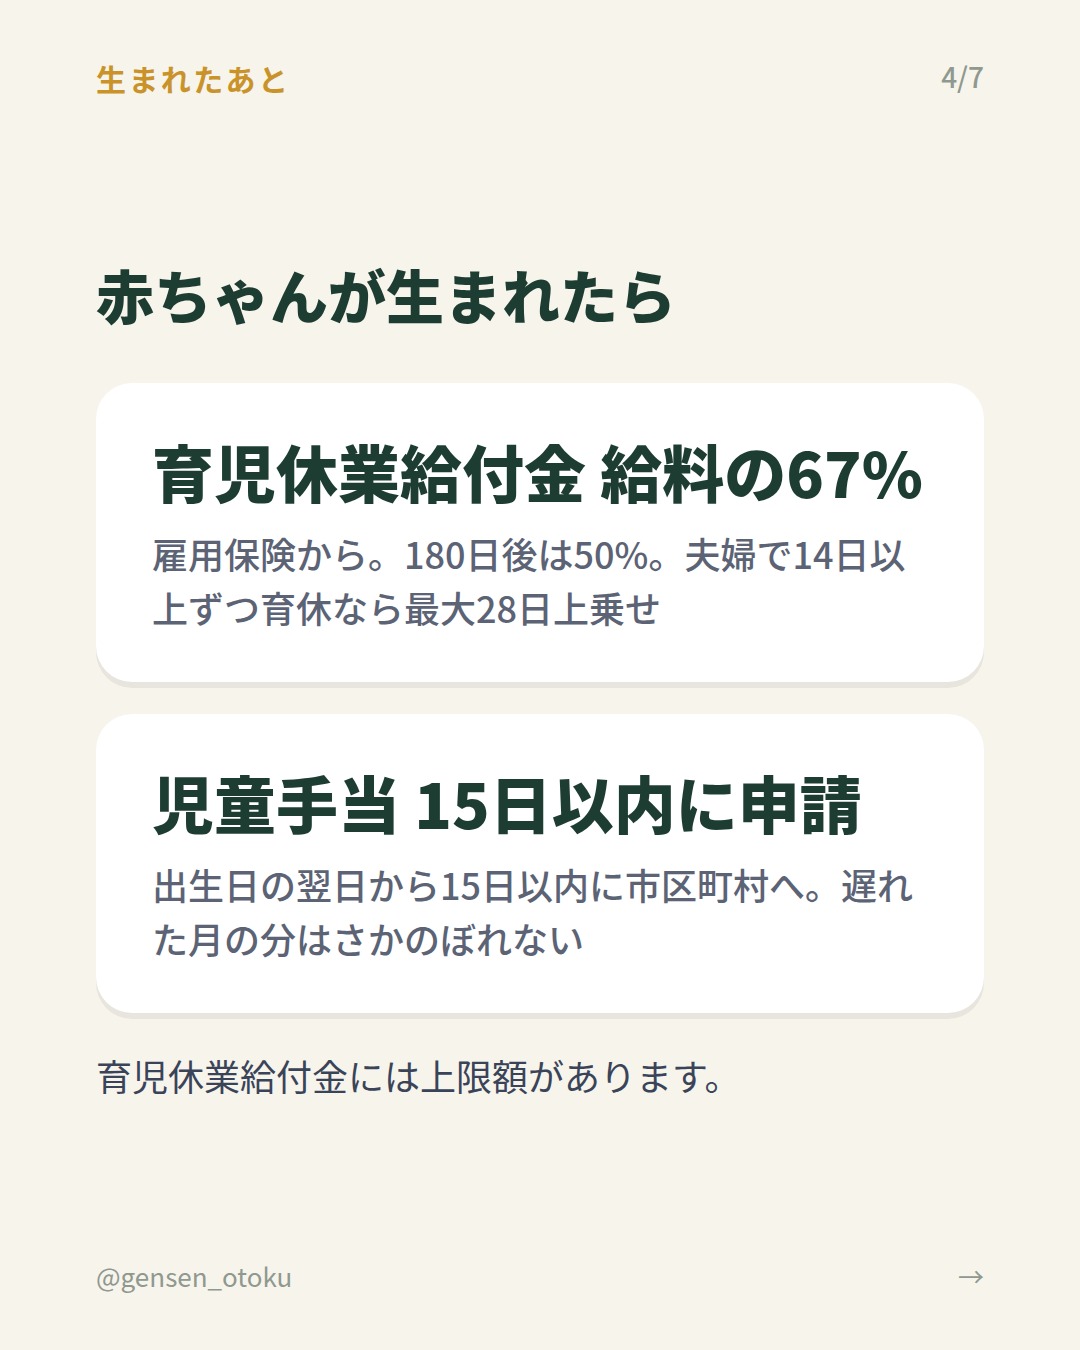 生まれたあと
4/7
赤ちゃんが生まれたら
育児休業給付金 給料の67%
雇用保険から。180日後は50%。夫婦で14日以
上ずつ育休なら最大28日上乗せ
児童手当 15日以内に申請
出生日の翌日から15日以内に市区町村へ。遅れ
た月の分はさかのぼれない
育児休業給付金には上限額があります。
@gensen_otoku
→